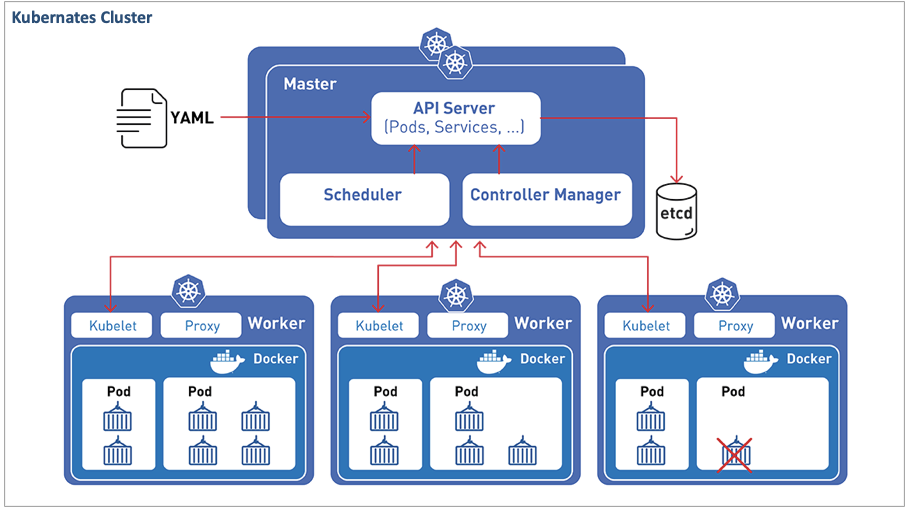 Kubernates Cluster
Master
YAML
API Server
(Pods, Services, ...)
Scheduler
Controller Manager
etcd
Kubelet
Proxy
Worker
Docker
Pod
Pod
Kubelet
Proxy
Worker
Docker
Pod
Pod
Kubelet
Proxy
Worker
Docker
Pod
Pod